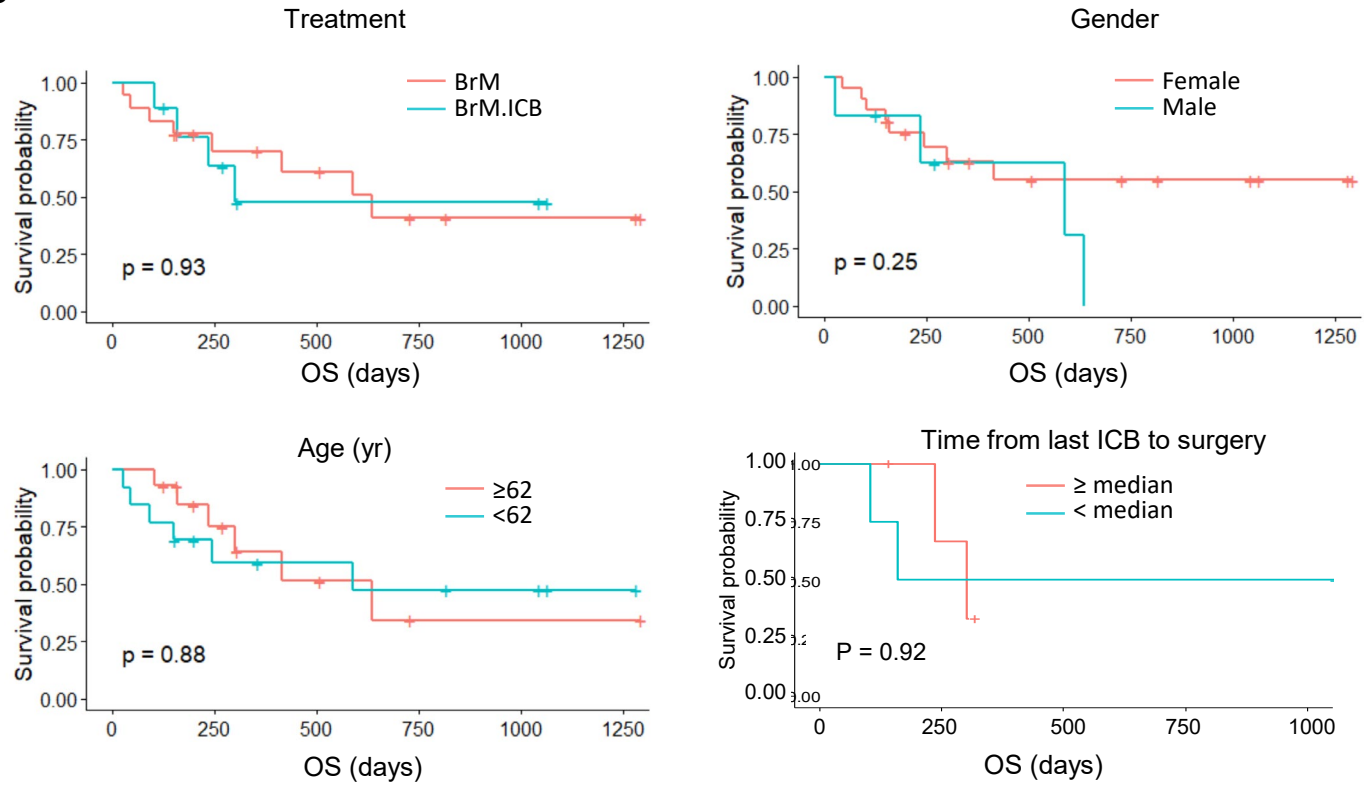 Treatment
Survival probability
1.00
0.75
0.50
0.25
0.00
BrM
BrM.ICB
p = 0.93
0 250 500 750 1000 1250
OS (days)
Gender
Survival probability
1.00
0.75
0.50
0.25
0.00
Female
Male
p = 0.25
0 250 500 750 1000 1250
OS (days)
Age (yr)
Survival probability
1.00
0.75
0.50
0.25
0.00
≥62
<62
p = 0.88
0 250 500 750 1000 1250
OS (days)
Time from last ICB to surgery
Survival probability
1.00
0.75
0.50
0.25
0.00
≥ median
< median
P = 0.92
0 250 500 750 1000
OS (days)